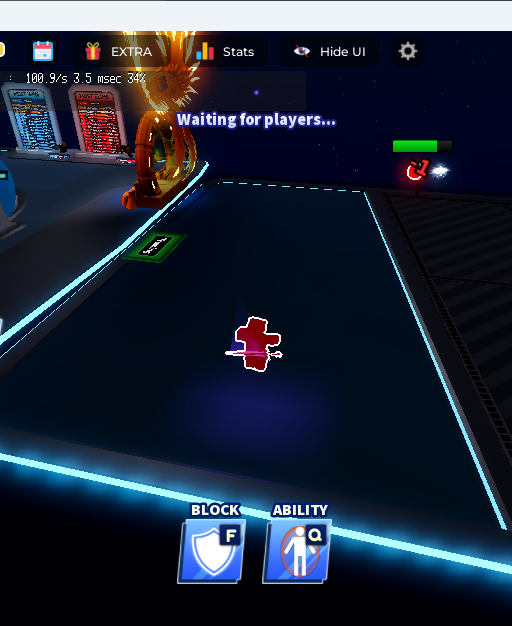 EXTRA
Stats
Hide UI
: 100.9/s 3.5 msec 34%
Waiting for players...
BLOCK
ABILITY
F
Q